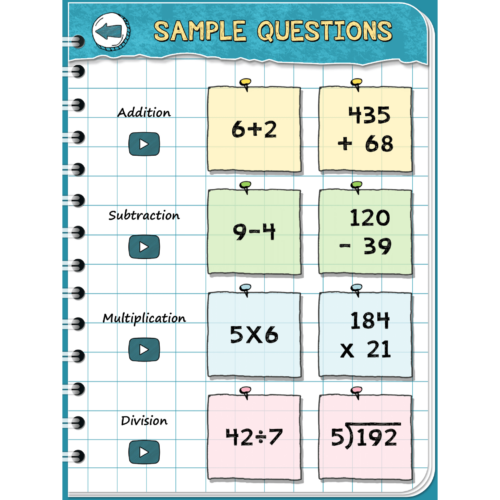 SAMPLE QUESTIONS
Addition
6+2
435
+ 68
Subtraction
9-4
120
- 39
Multiplication
5X6
184
x 21
Division
42÷7
5)192